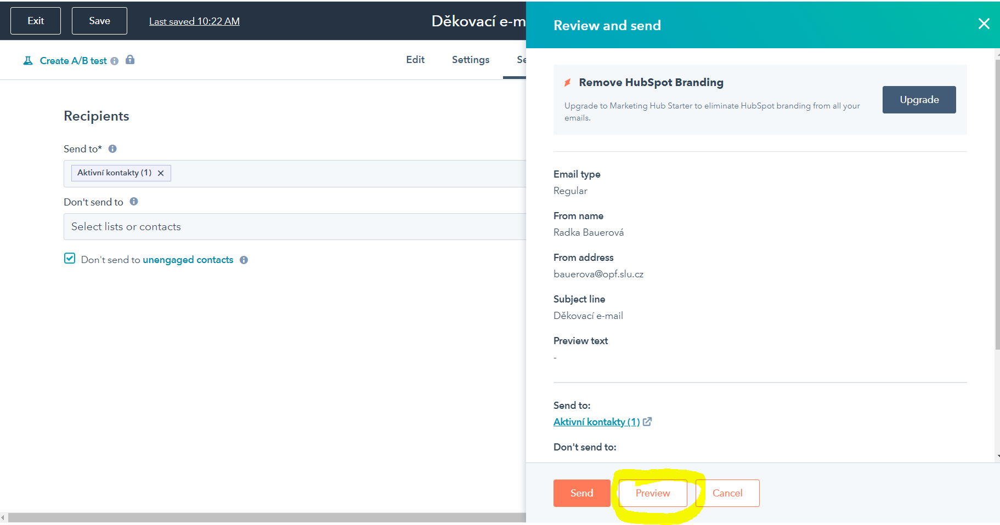 Exit
Save
Last saved 10:22 AM
Děkovací e-m
Create A/B test
Edit
Settings
Se
Recipients
Send to*
Aktivní kontakty (1)
Don't send to
Select lists or contacts
Don't send to unengaged contacts
Review and send
Remove HubSpot Branding
Upgrade to Marketing Hub Starter to eliminate HubSpot branding from all your
emails.
Upgrade
Email type
Regular
From name
Radka Bauerová
From address
bauerova@opf.slu.cz
Subject line
Děkovací e-mail
Preview text
-
Send to:
Aktivní kontakty (1)
Don't send to:
Send
Preview
Cancel